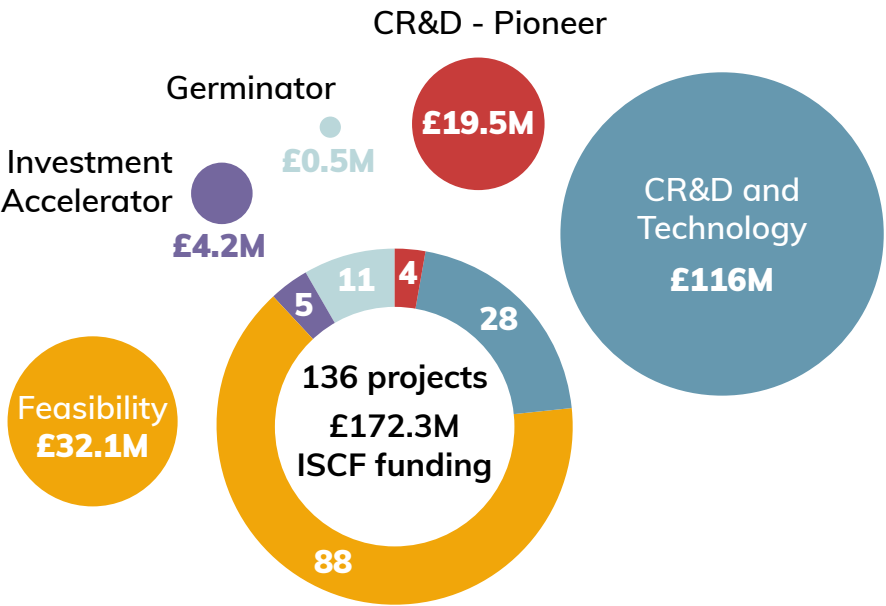 CR&D - Pioneer
£19.5M
Germinator
£0.5M
Investment
Accelerator
£4.2M
CR&D and
Technology
£116M
Feasibility
£32.1M
11
4
5
28
136 projects
£172.3M
ISCF funding
88